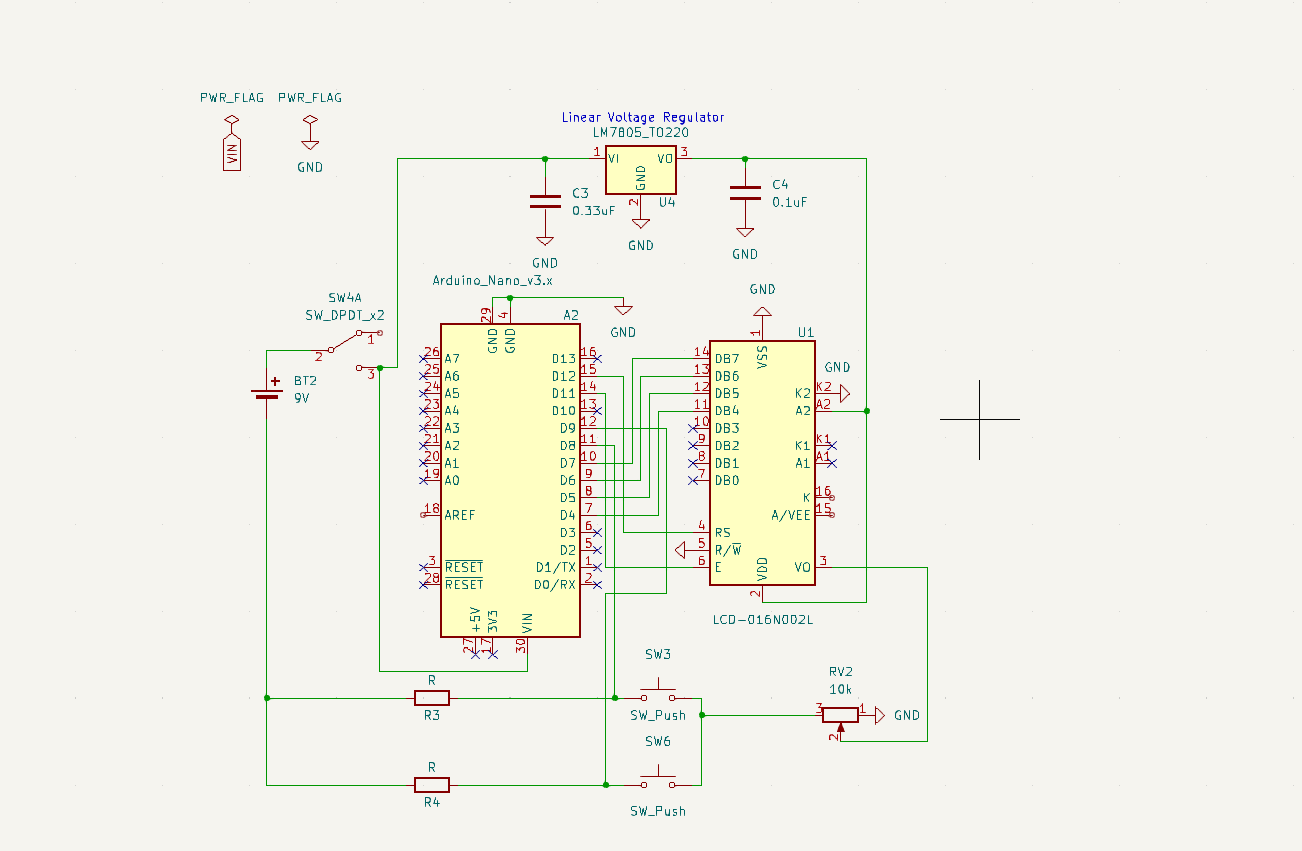 PWR_FLAG PWR_FLAG
VIN
GND
Linear Voltage Regulator
LM7805_TO220
1 VI VO 3
GND
2
U4
GND
C3
0.33uF
GND
C4
0.1uF
GND
SW4A
SW_DPDT_x2
1
2
3
BT2
9V
Arduino_Nano_v3.x
A2
29 4
GND GND
GND
26 A7
25 A6
24 A5
23 A4
22 A3
21 A2
20 A1
19 A0
18 AREF
3 RESET
28 RESET
D13 16
D12 15
D11 14
D10 13
D9 12
D8 11
D7 10
D6 9
D5 8
D4 7
D3 6
D2 5
D1/TX 1
D0/RX 2
+5V 3V3 VIN
27 17 30
GND
1
VSS
U1
14 DB7
13 DB6
12 DB5
11 DB4
10 DB3
9 DB2
8 DB1
7 DB0
4 RS
5 R/W
6 E
GND
K2 K2
A2 A2
K1 K1
A1 A1
K 16
A/VEE 15
VO 3
VDD
2
LCD-016N002L
SW3
SW_Push
R
R3
SW6
SW_Push
R
R4
RV2
10k
3 1 GND
2